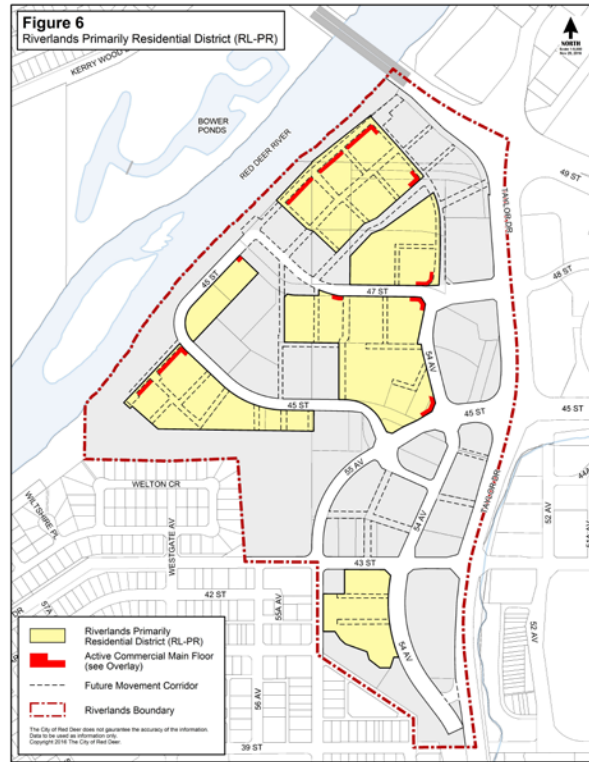 Figure 6
Riverlands Primarily Residential District (RL-PR)
NORTH
KERRY WOOD
BOWER
PONDS
RED DEER RIVER
TAYLOR DR
49 ST
48 ST
45 ST
47 ST
54 AV
45 ST
45 ST
45 ST
55 AV
54 AV
TAYLOR DR
WELTON CR
WILTSHIRE PL
WESTGATE AV
52 AV
43 ST
42 ST
DR
57A
55A AV
54 AV
52 AV
56 AV
39 ST
Riverlands Primarily
Residential District (RL-PR)
Active Commercial Main Floor
(see Overlay)
Future Movement Corridor
Riverlands Boundary
The City of Red Deer does not gaurantee the accuracy of the information.
Data to be used as information only.
Copyright 2016 The City of Red Deer.